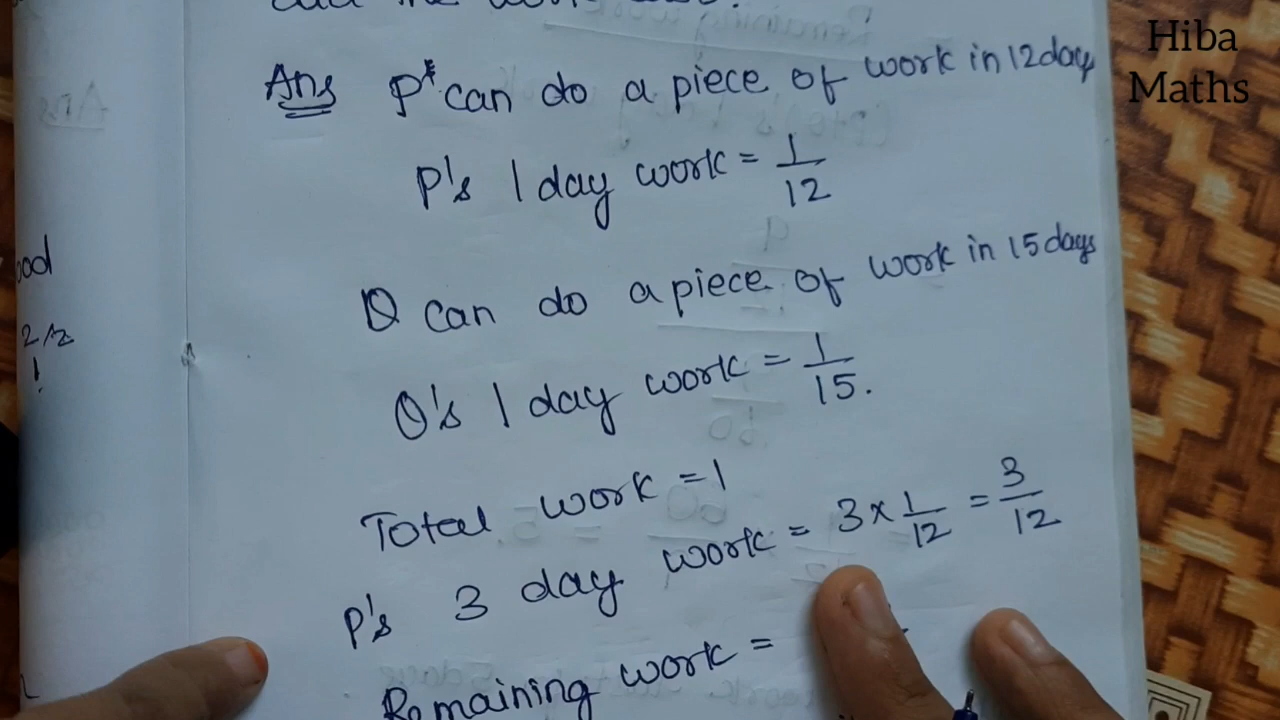 Hiba
Maths
Ans P can do a piece of work in 12 days
P's 1 day work = 1/12
Q can do a piece of work in 15 days
Q's 1 day work = 1/15.
Total work = 1
P's 3 day work = 3 × 1/12 = 3/12
Remaining work =